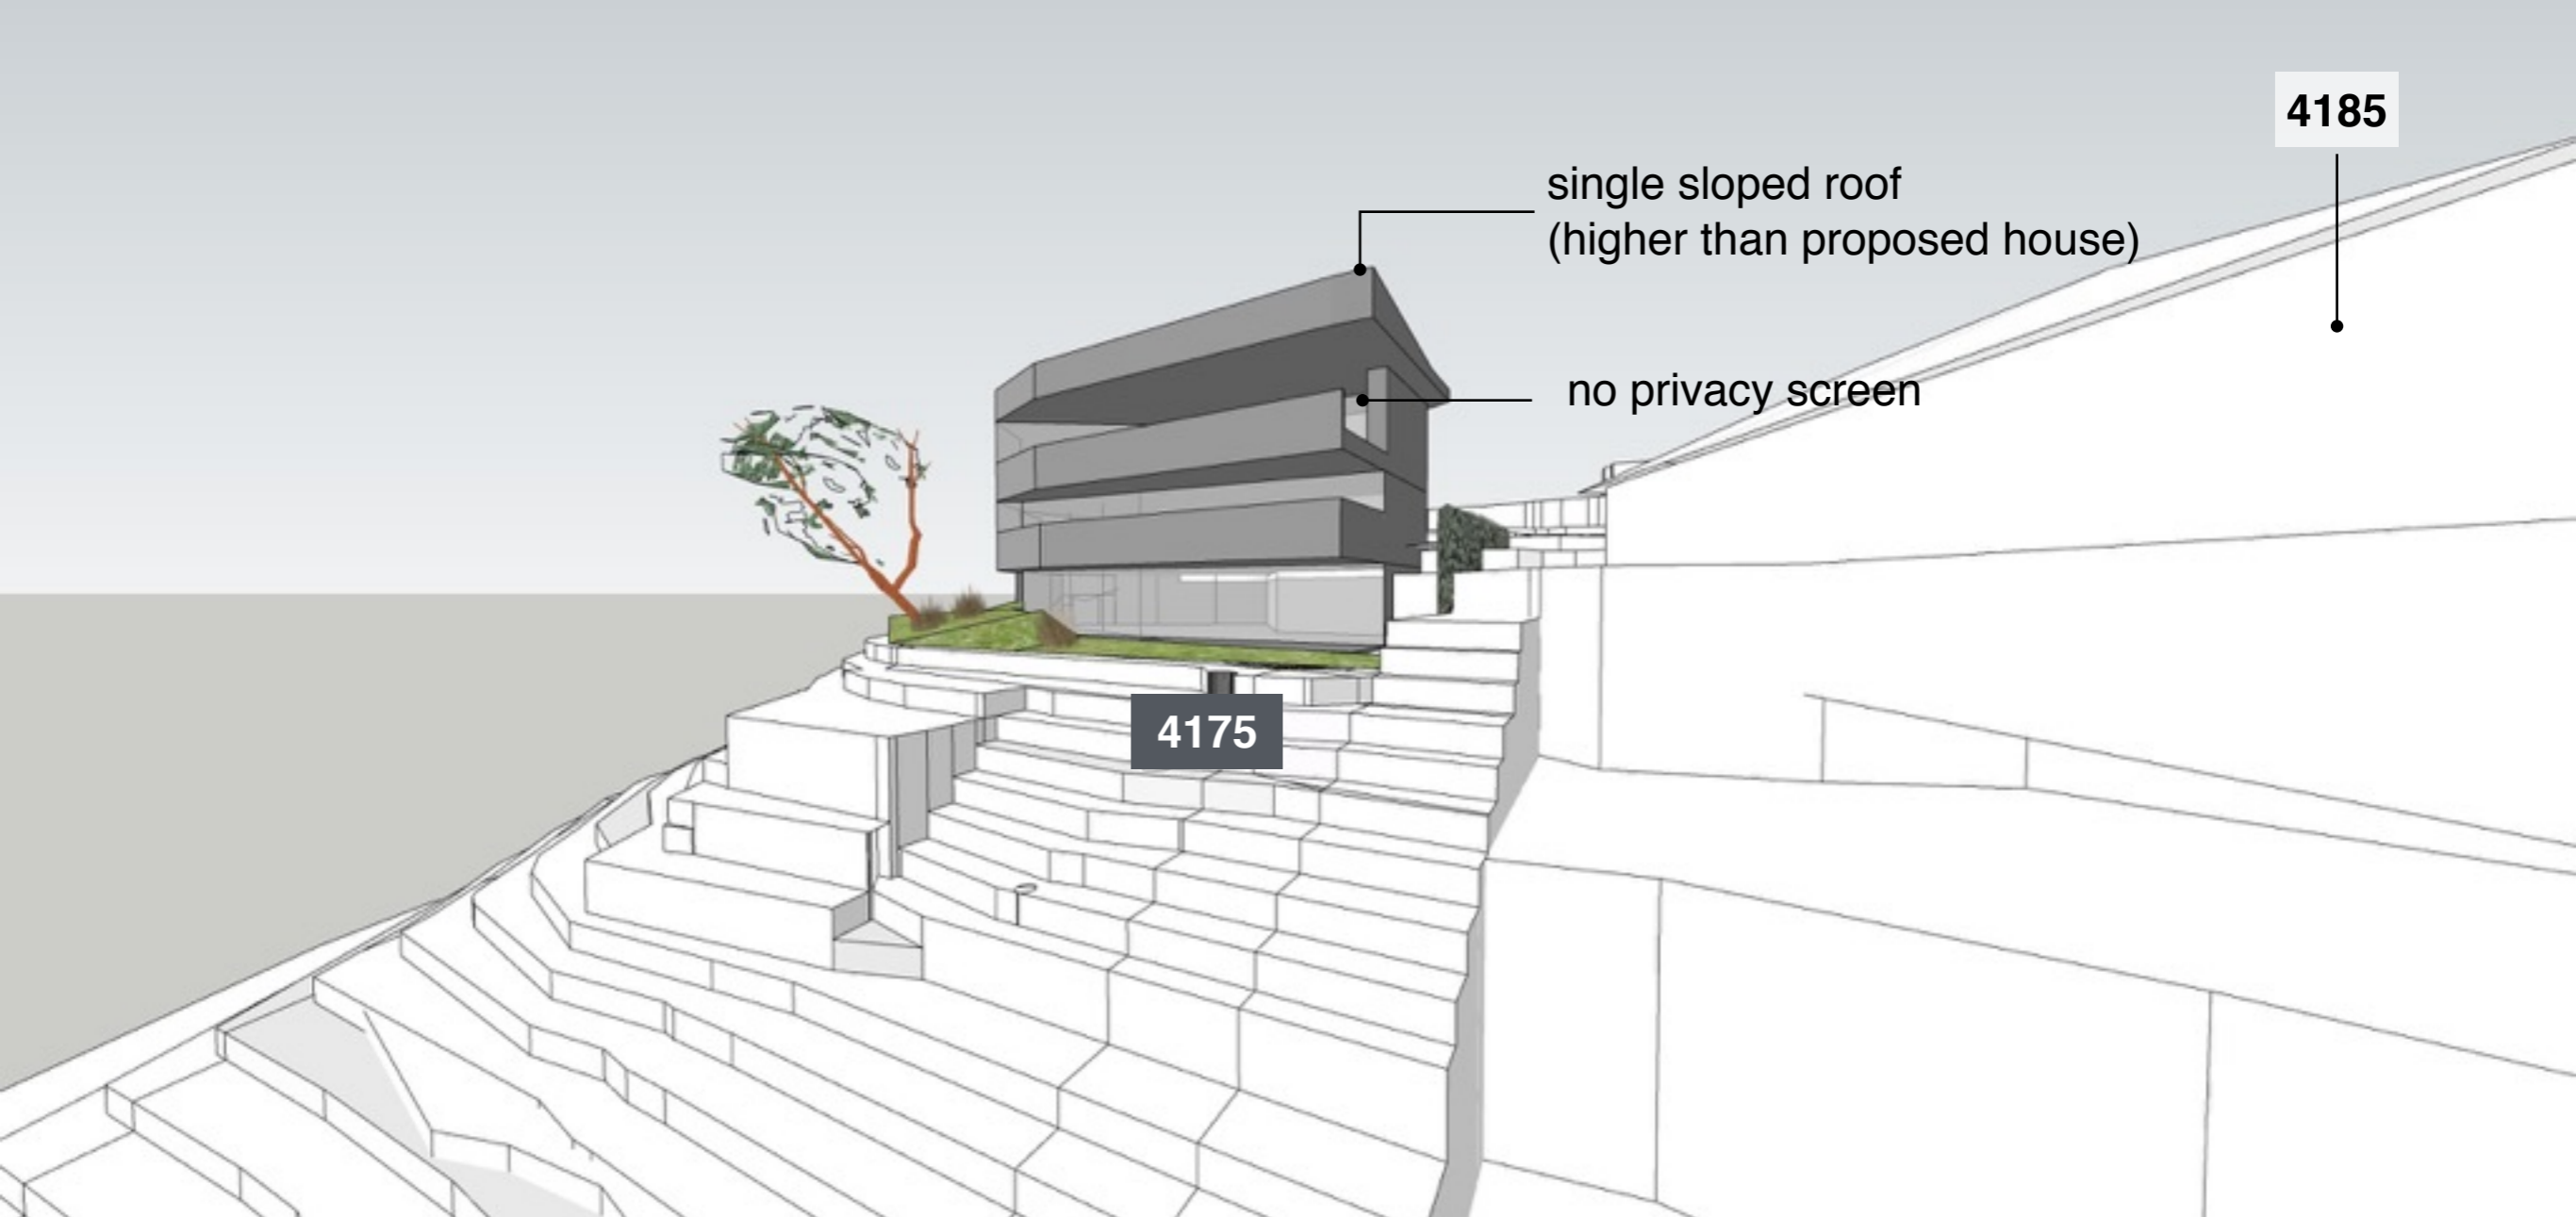 4185
single sloped roof
(higher than proposed house)
no privacy screen
4175